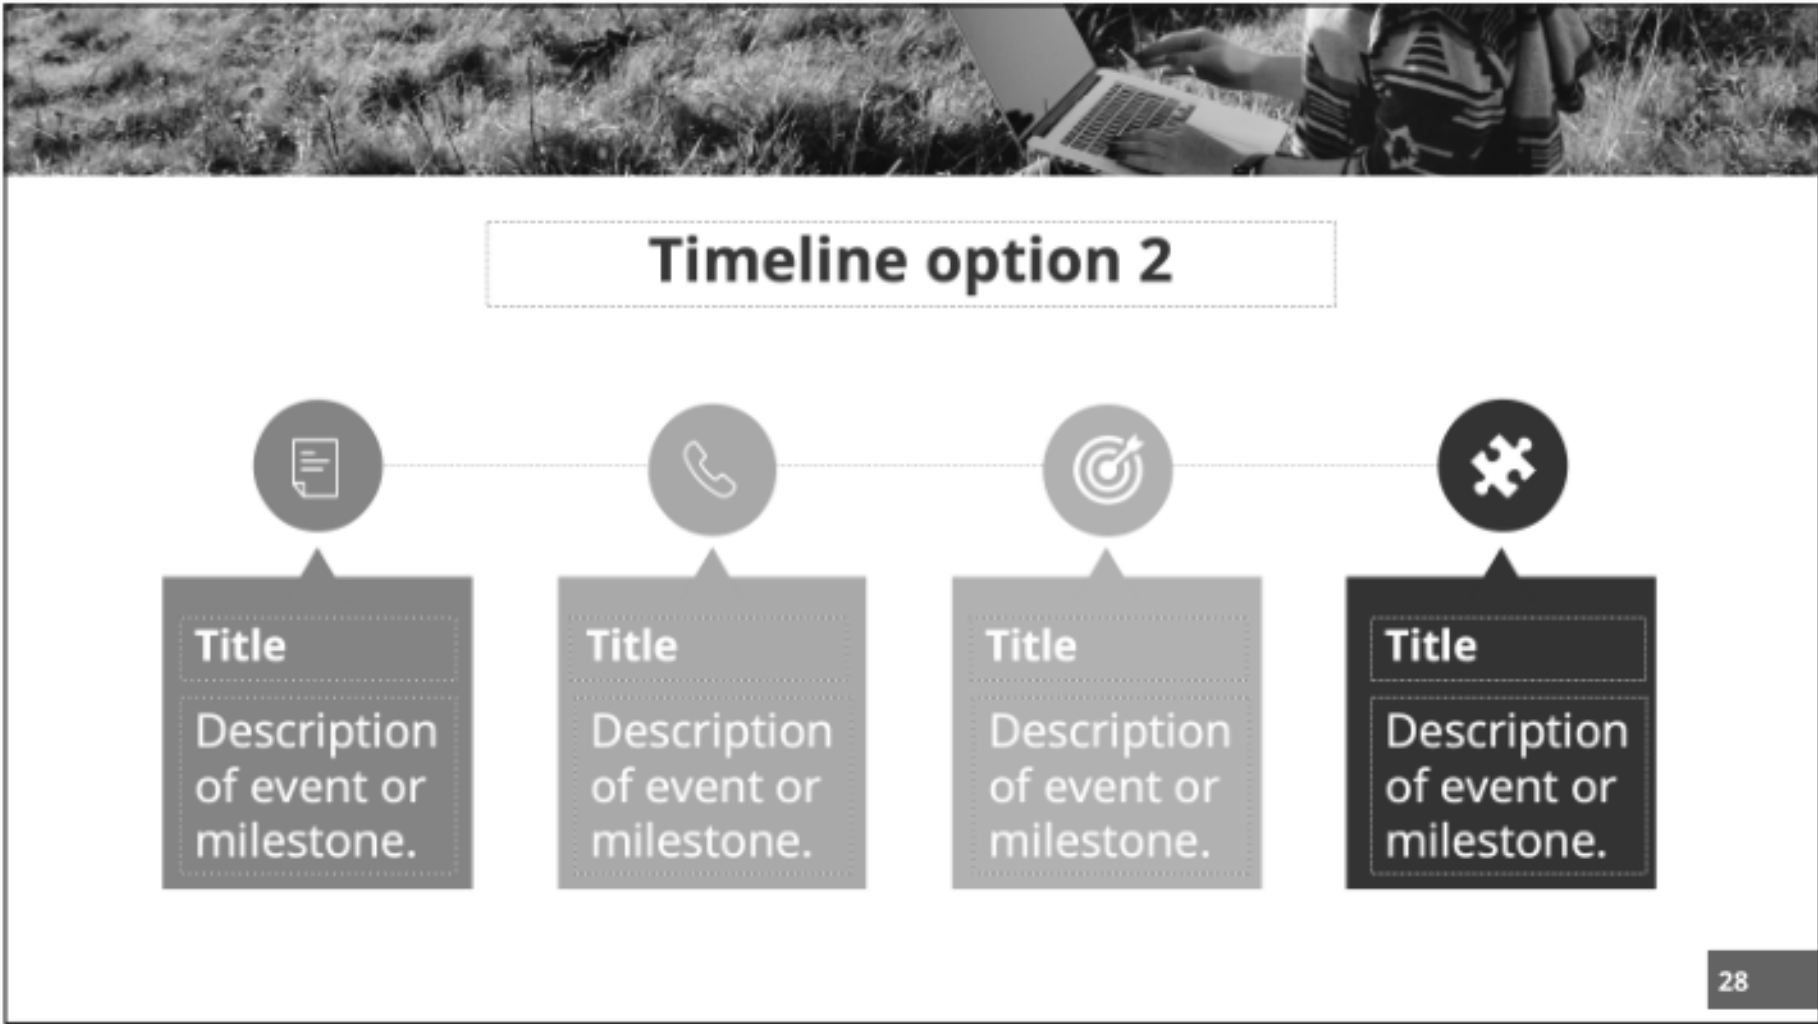 Timeline option 2
Title
Description
of event or
milestone.
Title
Description
of event or
milestone.
Title
Description
of event or
milestone.
Title
Description
of event or
milestone.
28